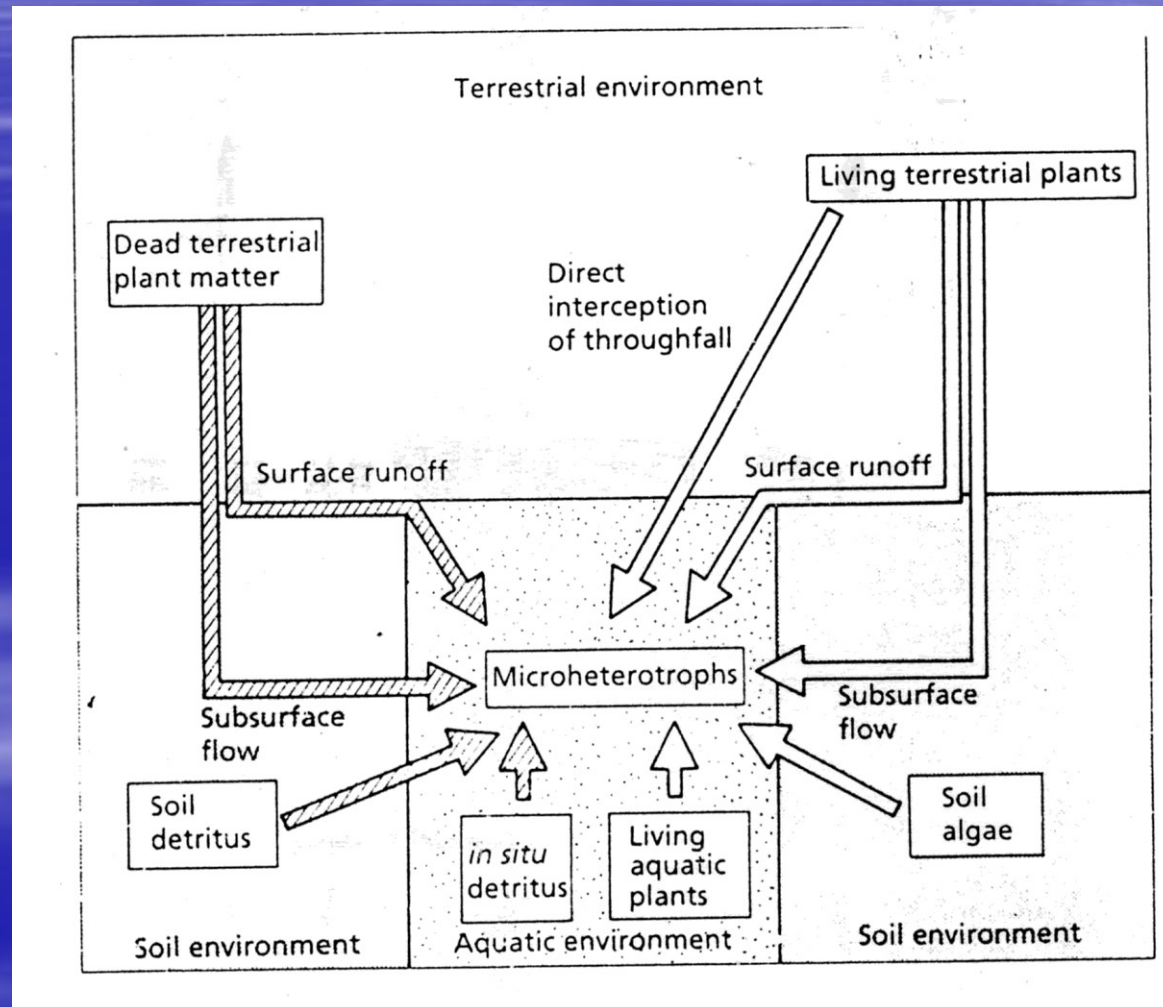 Terrestrial environment
Living terrestrial plants
Dead terrestrial
plant matter
Direct
interception
of throughfall
Surface runoff
Surface runoff
Microheterotrophs
Subsurface
flow
Subsurface
flow
Soil
detritus
in situ
detritus
Living
aquatic
plants
Soil
algae
Soil environment
Aquatic environment
Soil environment